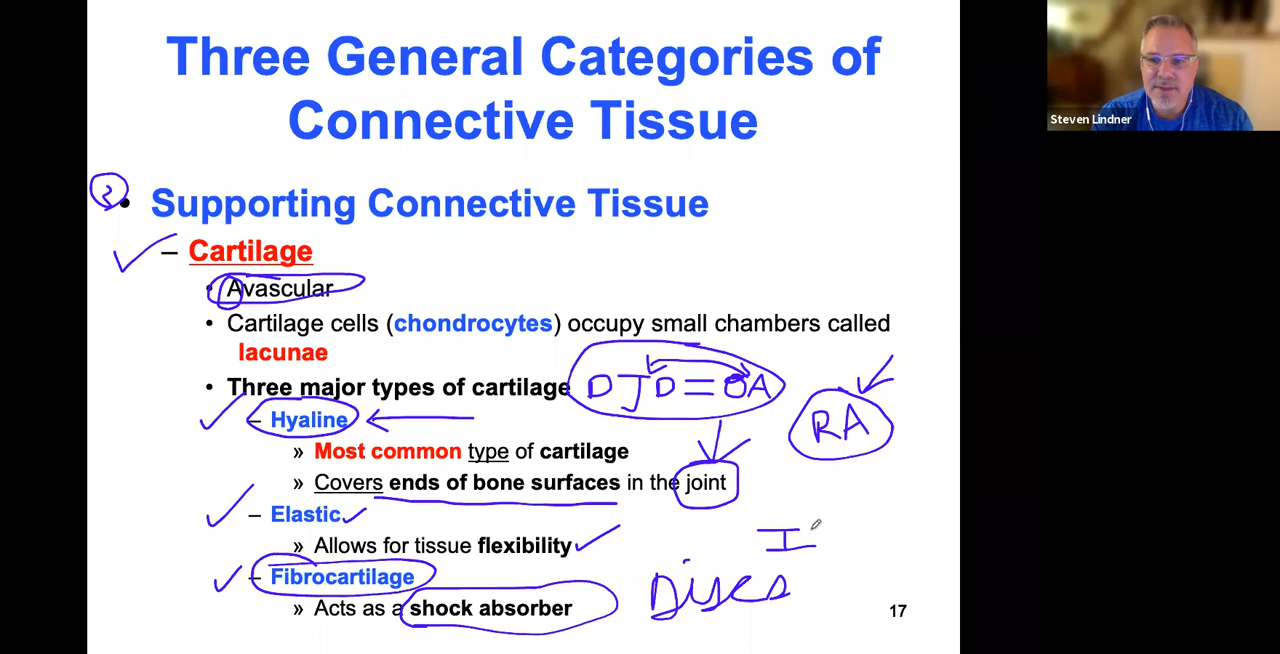 Three General Categories of
Connective Tissue
Steven Lindner
2
• Supporting Connective Tissue
– Cartilage
• Avascular
• Cartilage cells (chondrocytes) occupy small chambers called
lacunae
• Three major types of cartilage
DJD = OA
RA
– Hyaline
» Most common type of cartilage
» Covers ends of bone surfaces in the joint
– Elastic
» Allows for tissue flexibility
I
– Fibrocartilage
Discs
» Acts as a shock absorber
17